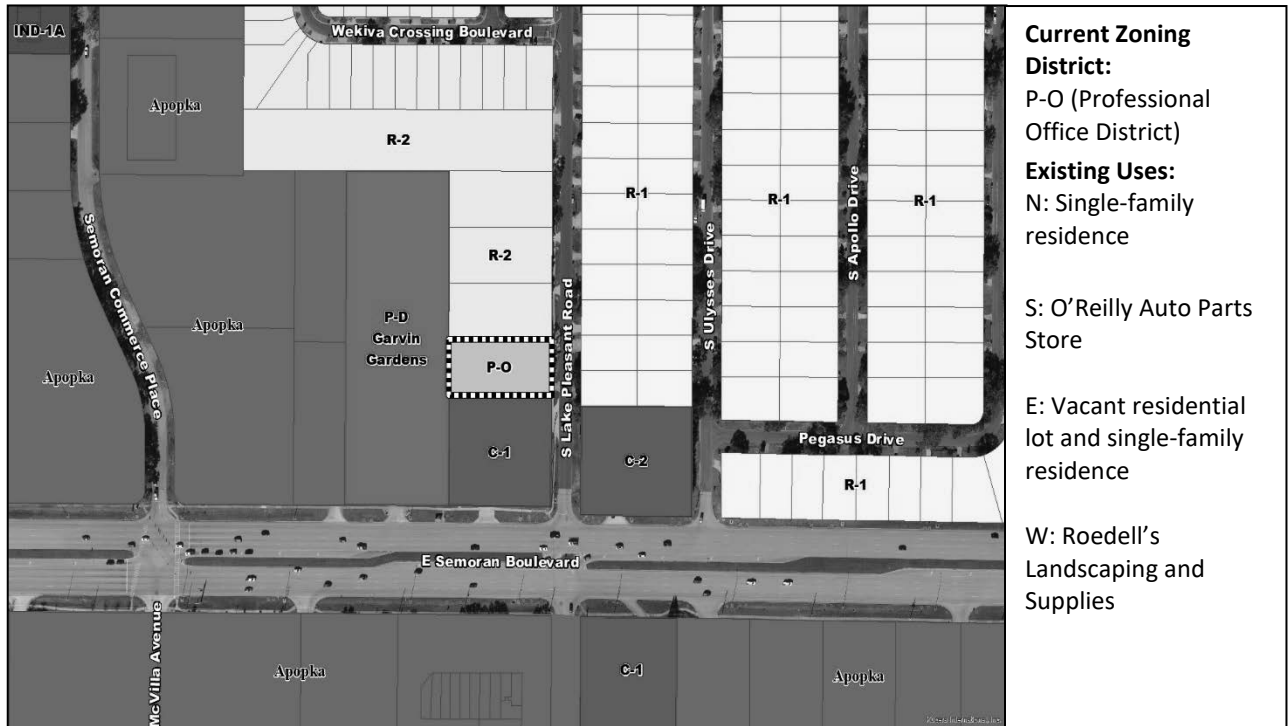 IND-1A
Wekiva Crossing Boulevard
Apopka
R-2
R-1
R-1
R-1
S Lake Pleasant Road
S Ulysses Drive
S Apollo Drive
Semoran Commerce Place
R-2
P-D
Garvin
Gardens
Apopka
Apopka
P-O
C-1
C-2
Pegasus Drive
R-1
E Semoran Boulevard
McVilla Avenue
Apopka
C-1
Apopka
Current Zoning
District:
P-O (Professional
Office District)
Existing Uses:
N: Single-family
residence
S: O’Reilly Auto Parts
Store
E: Vacant residential
lot and single-family
residence
W: Roedell’s
Landscaping and
Supplies